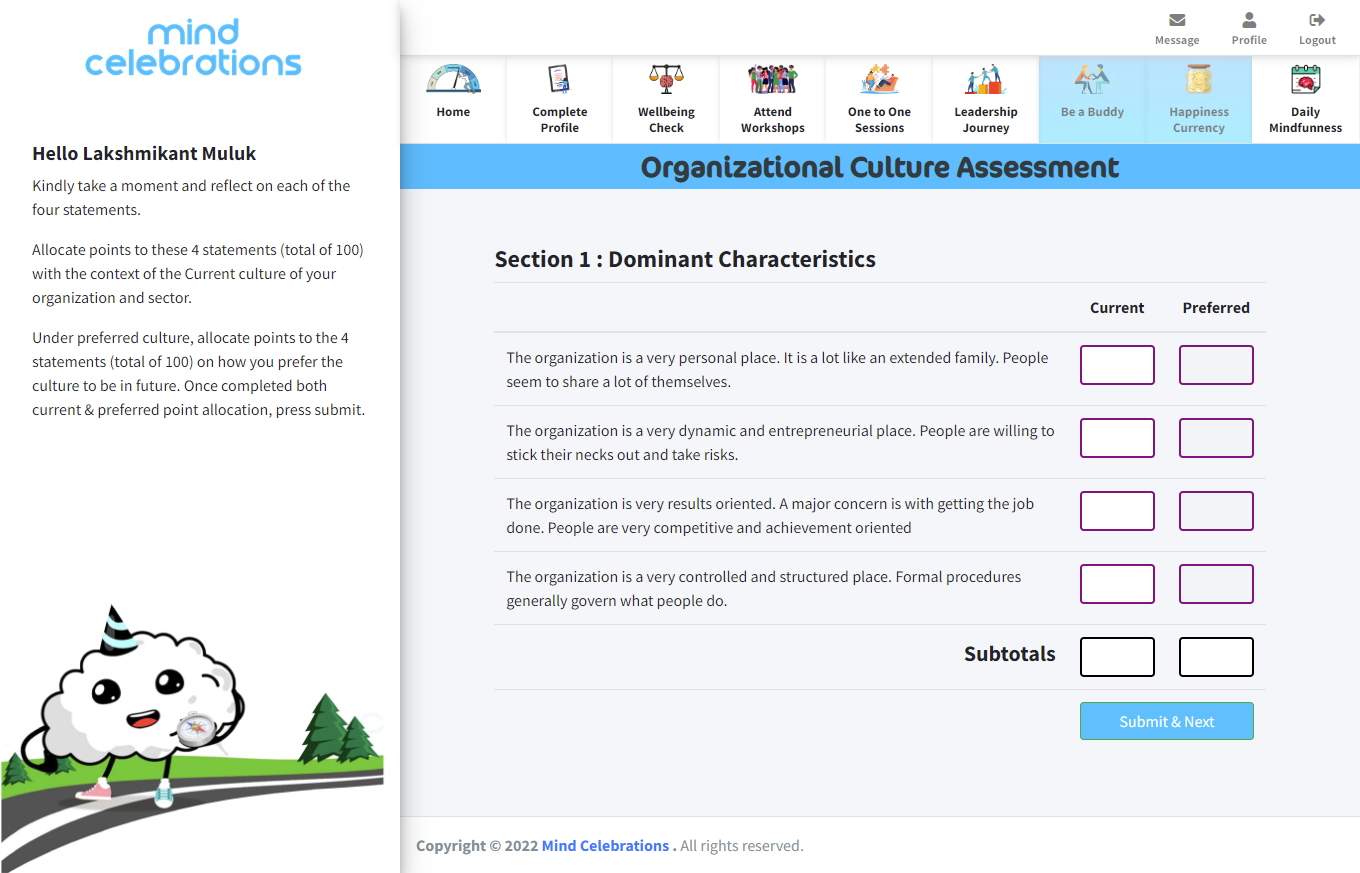 mind
celebrations
Hello Lakshmikant Muluk
Kindly take a moment and reflect on each of the
four statements.
Allocate points to these 4 statements (total of 100)
with the context of the Current culture of your
organization and sector.
Under preferred culture, allocate points to the 4
statements (total of 100) on how you prefer the
culture to be in future. Once completed both
current & preferred point allocation, press submit.
Message
Profile
Logout
Home
Complete
Profile
Wellbeing
Check
Attend
Workshops
One to One
Sessions
Leadership
Journey
Be a Buddy
Happiness
Currency
Daily
Mindfunness
Organizational Culture Assessment
Section 1 : Dominant Characteristics
Current Preferred
The organization is a very personal place. It is a lot like an extended family. People
seem to share a lot of themselves.
The organization is a very dynamic and entrepreneurial place. People are willing to
stick their necks out and take risks.
The organization is very results oriented. A major concern is with getting the job
done. People are very competitive and achievement oriented
The organization is a very controlled and structured place. Formal procedures
generally govern what people do.
Subtotals
Submit & Next
Copyright © 2022 Mind Celebrations . All rights reserved.